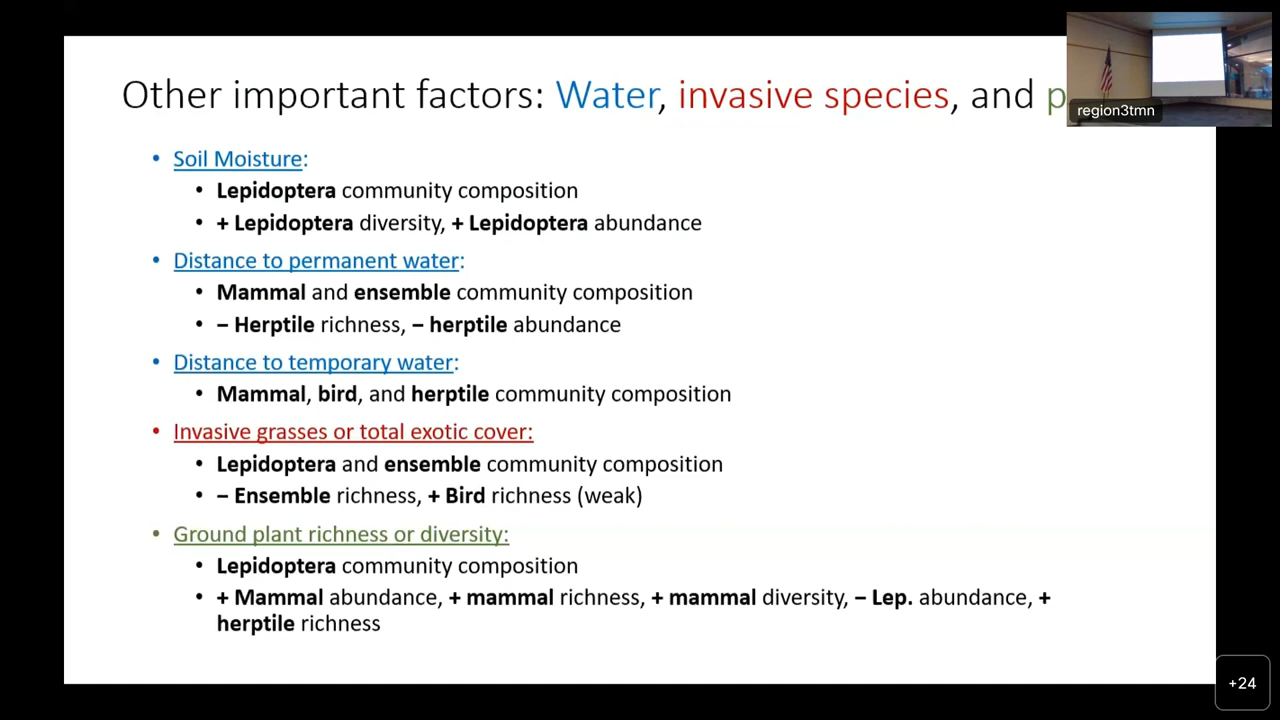 Other important factors: Water, invasive species, and
region3tmn
• Soil Moisture:
• Lepidoptera community composition
• + Lepidoptera diversity, + Lepidoptera abundance
• Distance to permanent water:
• Mammal and ensemble community composition
• − Herptile richness, − herptile abundance
• Distance to temporary water:
• Mammal, bird, and herptile community composition
• Invasive grasses or total exotic cover:
• Lepidoptera and ensemble community composition
• − Ensemble richness, + Bird richness (weak)
• Ground plant richness or diversity:
• Lepidoptera community composition
• + Mammal abundance, + mammal richness, + mammal diversity, − Lep. abundance, +
herptile richness
+24